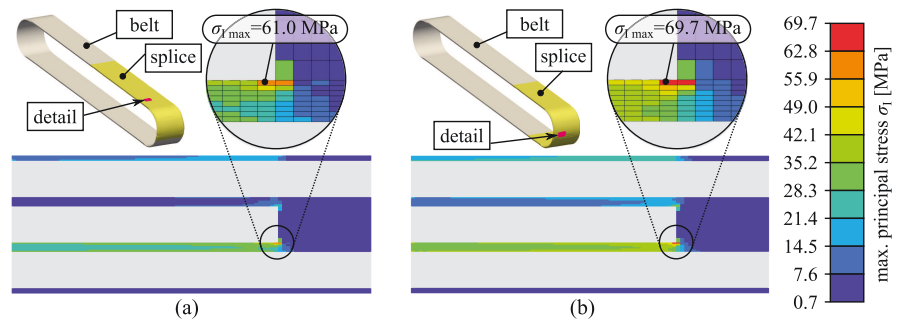 belt
splice
detail
σI max=61.0 MPa
(a)
belt
splice
detail
σI max=69.7 MPa
(b)
69.7
62.8
55.9
49.0
42.1
35.2
28.3
21.4
14.5
7.6
0.7
max. principal stress σI [MPa]